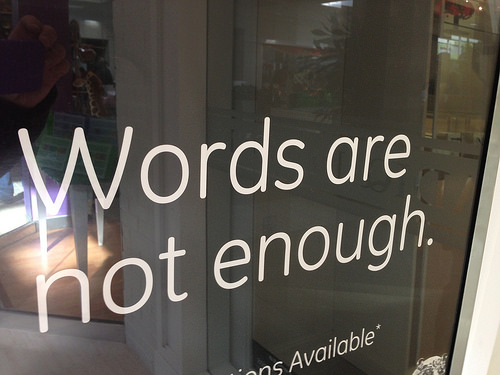 Words are
not enough.
Available*